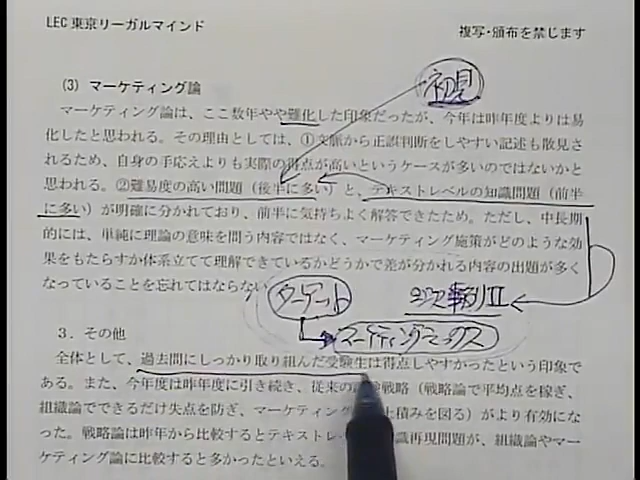 LEC東京リーガルマインド
複写・頒布を禁じます
初見
(3) マーケティング論
マーケティング論は、ここ数年やや難化した印象だったが、今年は昨年度よりは易
化したと思われる。その理由としては、①文脈から正誤判断をしやすい記述も散見さ
れるため、自身の手応えよりも実際の得点が高いというケースが多いのではないかと
思われる。②難易度の高い問題（後半に多い）と、テキストレベルの知識問題（前半
に多い）が明確に分かれており、前半に気持ちよく解答できたため。ただし、中長期
的には、単純に理論の意味を問う内容ではなく、マーケティング施策がどのような効
果をもたらすか体系立てて理解できているかどうかで差が分かれる内容の出題が多く
なっていることを忘れてはならない
ターゲット
2次事例Ⅱ
マーケティングミックス
3．その他
全体として、過去問にしっかり取り組んだ受験生は得点しやすかったという印象で
ある。また、今年度は昨年度に引き続き、従来の 戦略（戦略論で平均点を稼ぎ、
組織論でできるだけ失点を防ぎ、マーケティング 上積みを図る）がより有効にな
った。戦略論は昨年から比較するとテキストレ 識再現問題が、組織論やマー
ケティング論に比較すると多かったといえる。